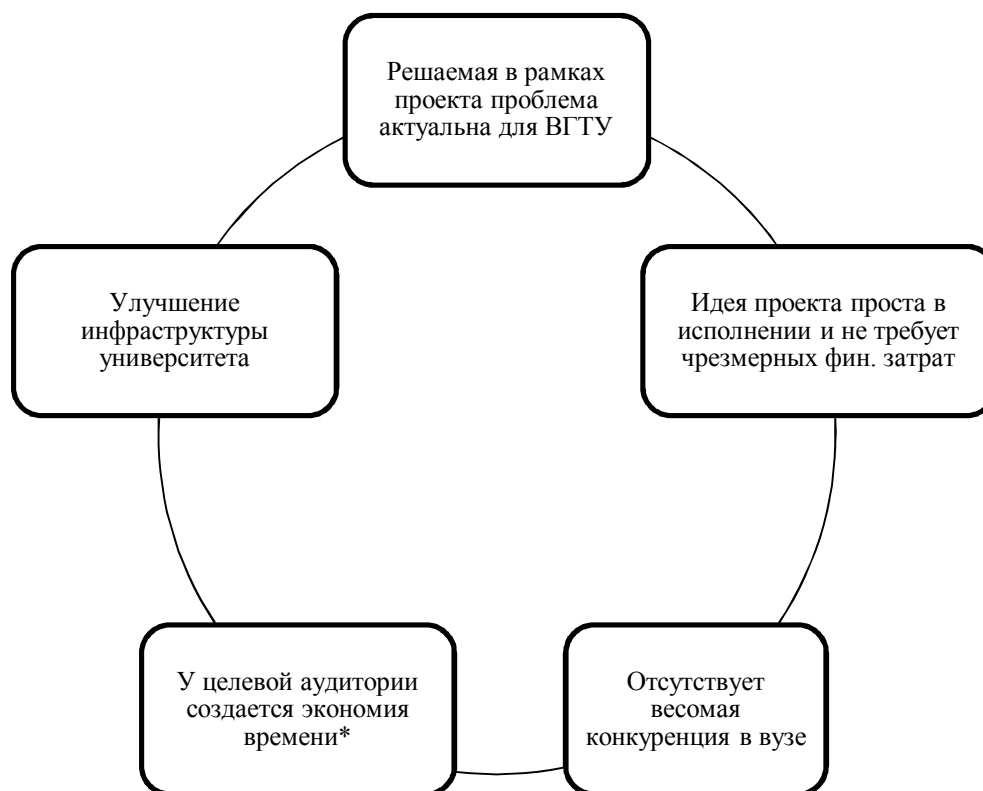 Решаемая в рамках
проекта проблема
актуальна для ВГТУ
Улучшение
инфраструктуры
университета
Идея проекта проста в
исполнении и не требует
чрезмерных фин. затрат
У целевой аудитории
создается экономия
времени*
Отсутствует
весомая
конкуренция в вузе